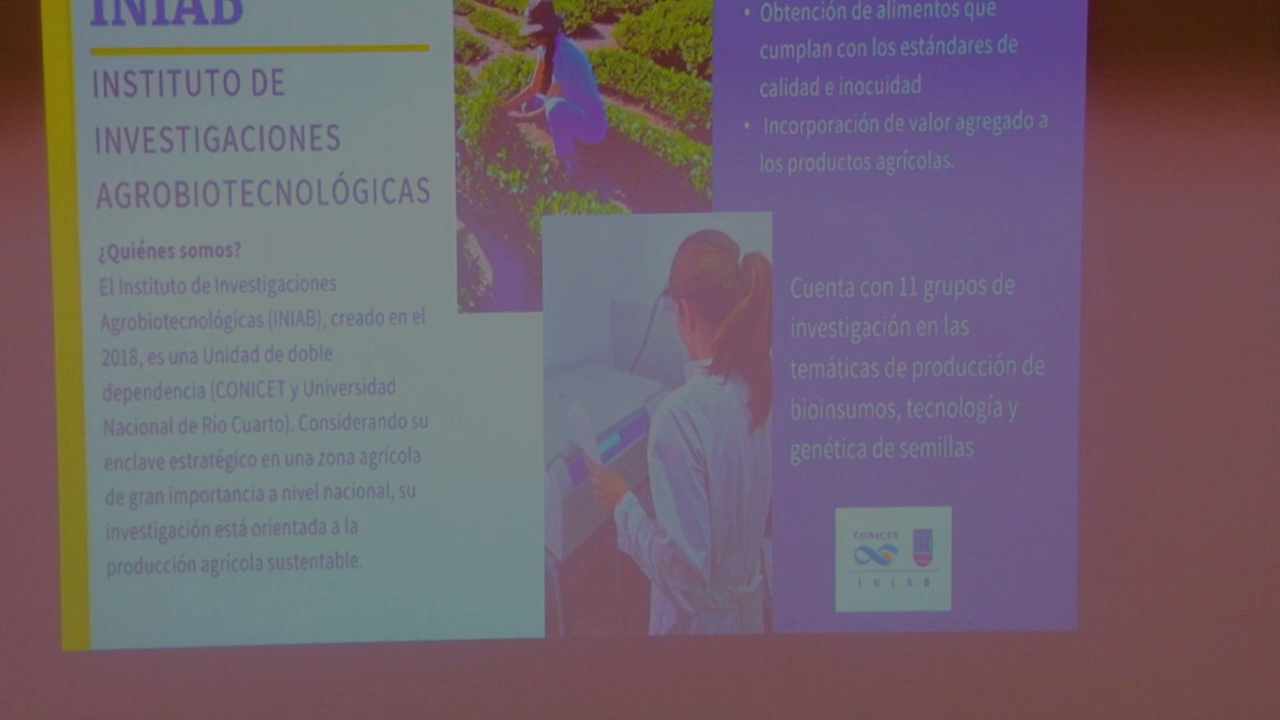 INIAB
INSTITUTO DE
INVESTIGACIONES
AGROBIOTECNOLÓGICAS
¿Quiénes somos?
El Instituto de Investigaciones
Agrobiotecnológicas (INIAB), creado en el
2018, es una Unidad de doble
dependencia (CONICET y Universidad
Nacional de Río Cuarto). Considerando su
enclave estratégico en una zona agrícola
de gran importancia a nivel nacional, su
investigación está orientada a la
producción agrícola sustentable.
• Obtención de alimentos que
cumplan con los estándares de
calidad e inocuidad
• Incorporación de valor agregado a
los productos agrícolas.
Cuenta con 11 grupos de
investigación en las
temáticas de producción de
bioinsumos, tecnología y
genética de semillas
CONICET
INIAB